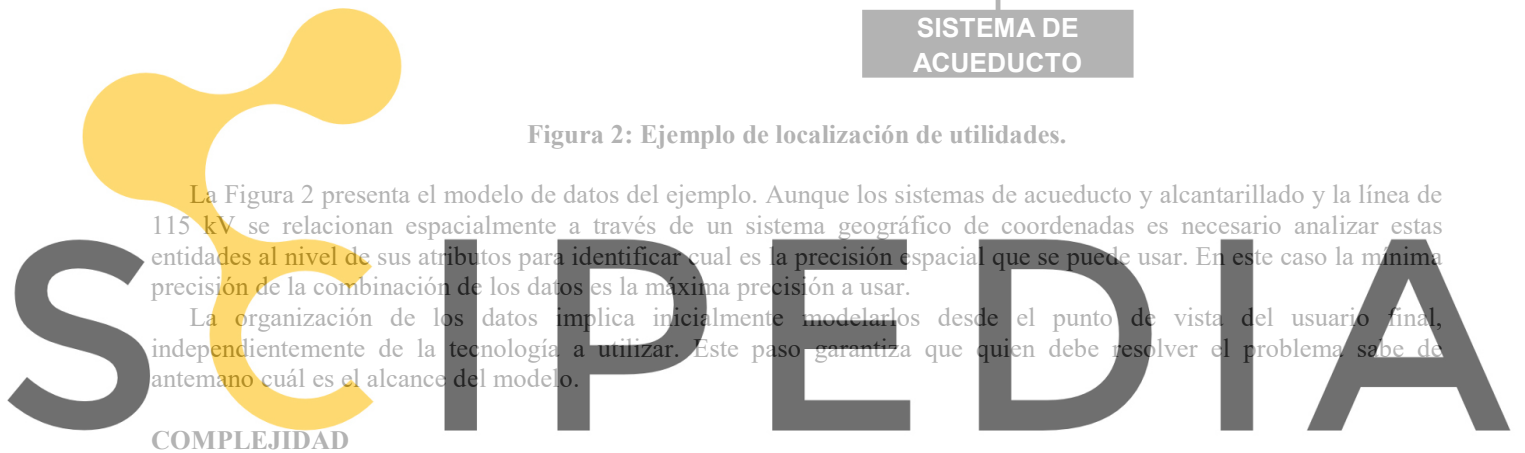 SISTEMA DE
ACUEDUCTO
Figura 2: Ejemplo de localización de utilidades.
La Figura 2 presenta el modelo de datos del ejemplo. Aunque los sistemas de acueducto y alcantarillado y la línea de
115 kV se relacionan espacialmente a través de un sistema geográfico de coordenadas es necesario analizar estas
entidades al nivel de sus atributos para identificar cual es la precisión espacial que se puede usar. En este caso la mínima
precisión de la combinación de los datos es la máxima precisión a usar.
La organización de los datos implica inicialmente modelarlos desde el punto de vista del usuario final,
independientemente de la tecnología a utilizar. Este paso garantiza que quien debe resolver el problema sabe de
antemano cuál es el alcance del modelo.
SCIPEDIA
COMPLEJIDAD